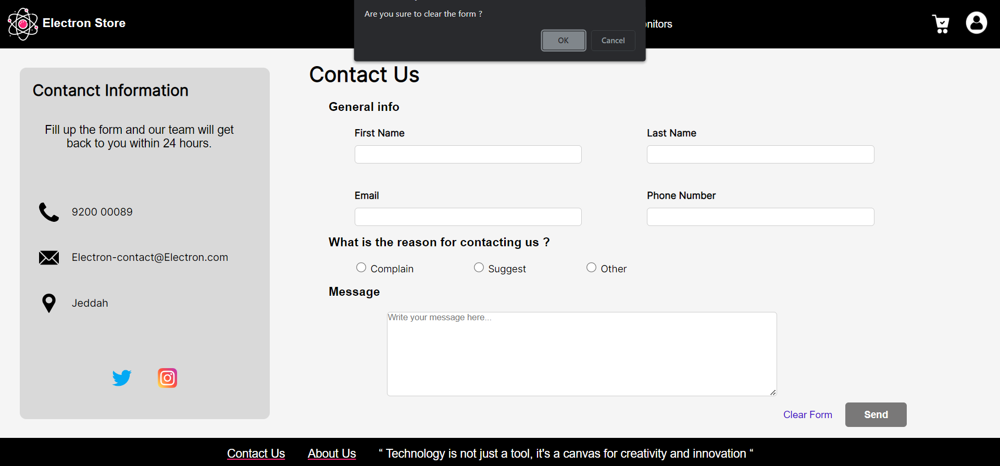 Electron Store
Are you sure to clear the form ?
OK
Cancel
Contact Us
Contanct Information
Fill up the form and our team will get
back to you within 24 hours.
9200 00089
Electron-contact@Electron.com
Jeddah
General info
First Name
Last Name
Email
Phone Number
What is the reason for contacting us ?
Complain
Suggest
Other
Message
Write your message here...
Clear Form
Send
Contact Us
About Us
“ Technology is not just a tool, it's a canvas for creativity and innovation “